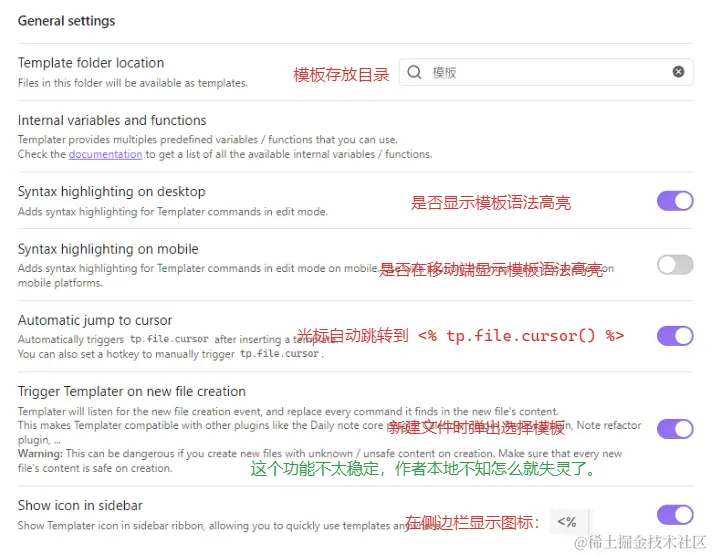 General settings
Template folder location
Files in this folder will be available as templates.
模板存放目录
模板
Internal variables and functions
Templater provides multiple predefined variables / functions that you can use.
Check the documentation to get a list of all the available internal variables / functions.
Syntax highlighting on desktop
Adds syntax highlighting for Templater commands in edit mode.
是否显示模板语法高亮
Syntax highlighting on mobile
Adds syntax highlighting for Templater commands in edit mode on mobile. on
mobile platforms.
是否在移动端显示模板语法高亮
Automatic jump to cursor
Automatically triggers tp.file.cursor after inserting a template.
You can also set a hotkey to manually trigger tp.file.cursor.
光标自动跳转到 <% tp.file.cursor() %>
Trigger Templater on new file creation
Templater will listen for the new file creation event, and replace every command it finds in the new file's content.
This makes Templater compatible with other plugins like the Daily note core Note refactor
plugin, ...
Warning: This can be dangerous if you create new files with unknown / unsafe content on creation. Make sure that every new
file's content is safe on creation.
新建文件时弹出选择模板
这个功能不太稳定，作者本地不知怎么就失灵了。
Show icon in sidebar
Show Templater icon in sidebar ribbon, allowing you to quickly use templates
在侧边栏显示图标： <%
@稀土掘金技术社区